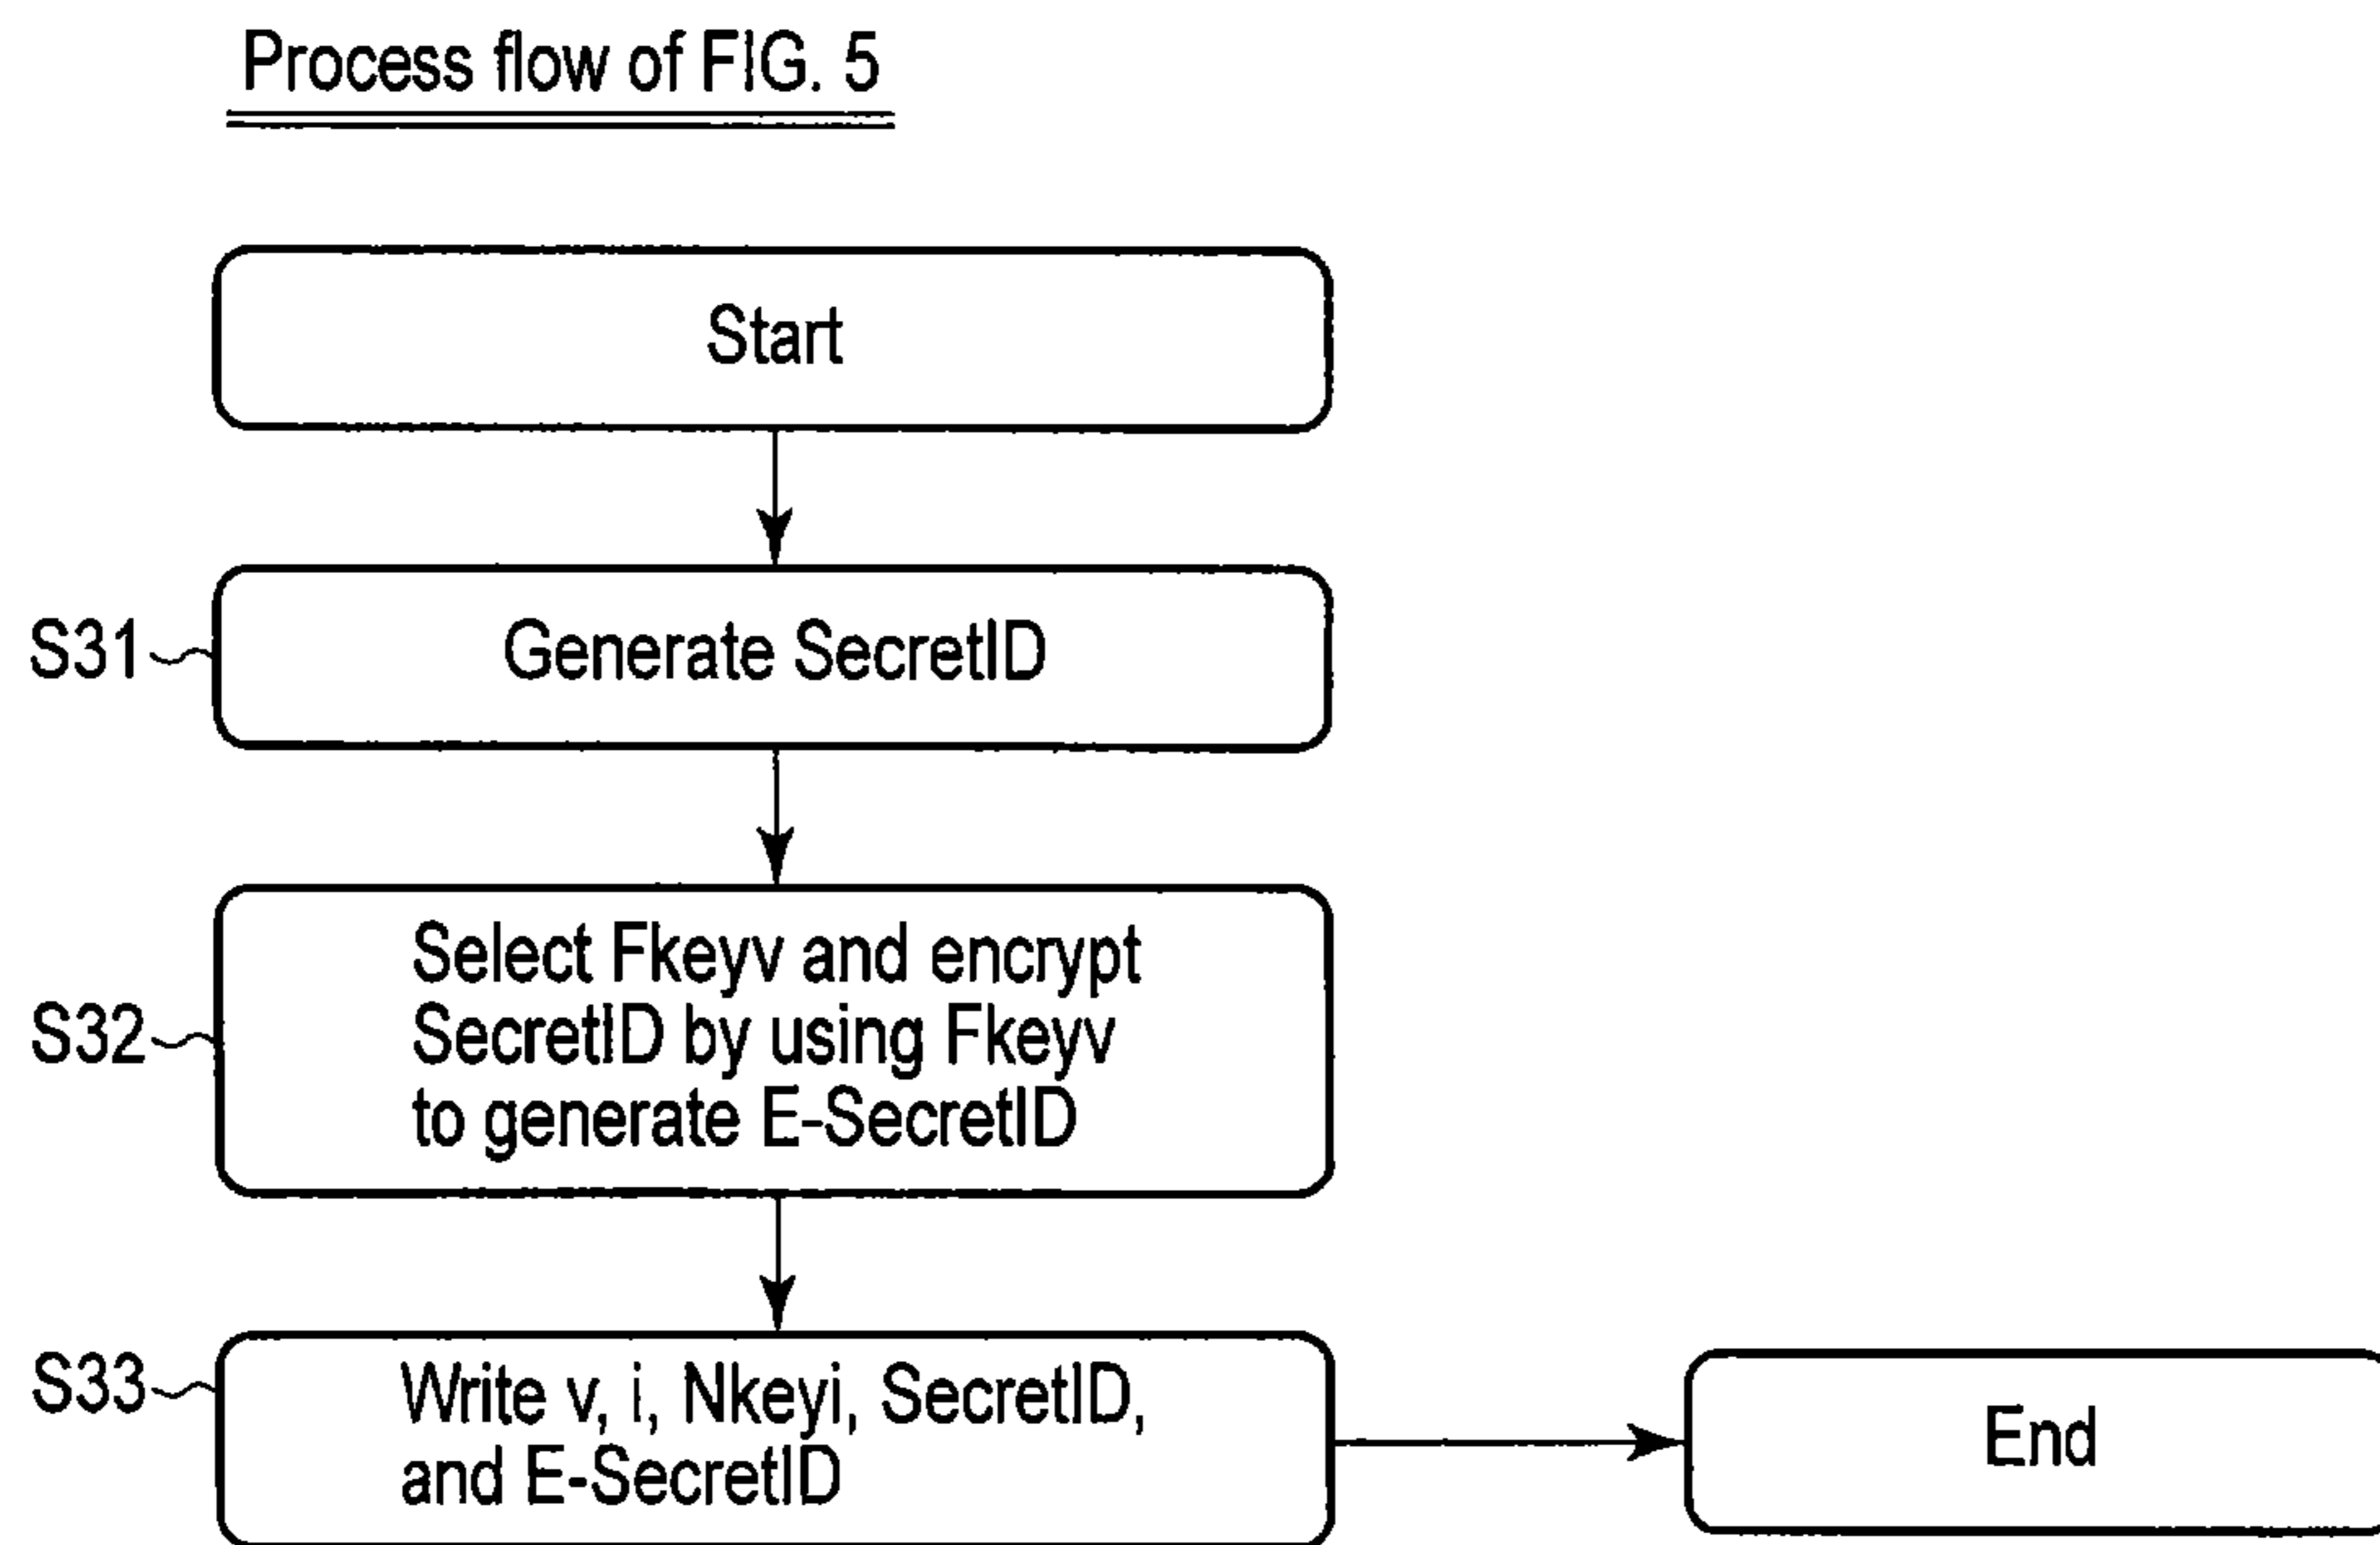 Process flow of FIG. 5
Start
S31
Generate SecretID
S32
Select Fkeyv and encrypt
SecretID by using Fkeyv
to generate E-SecretID
S33
Write v, i, Nkeyi, SecretID,
and E-SecretID
End